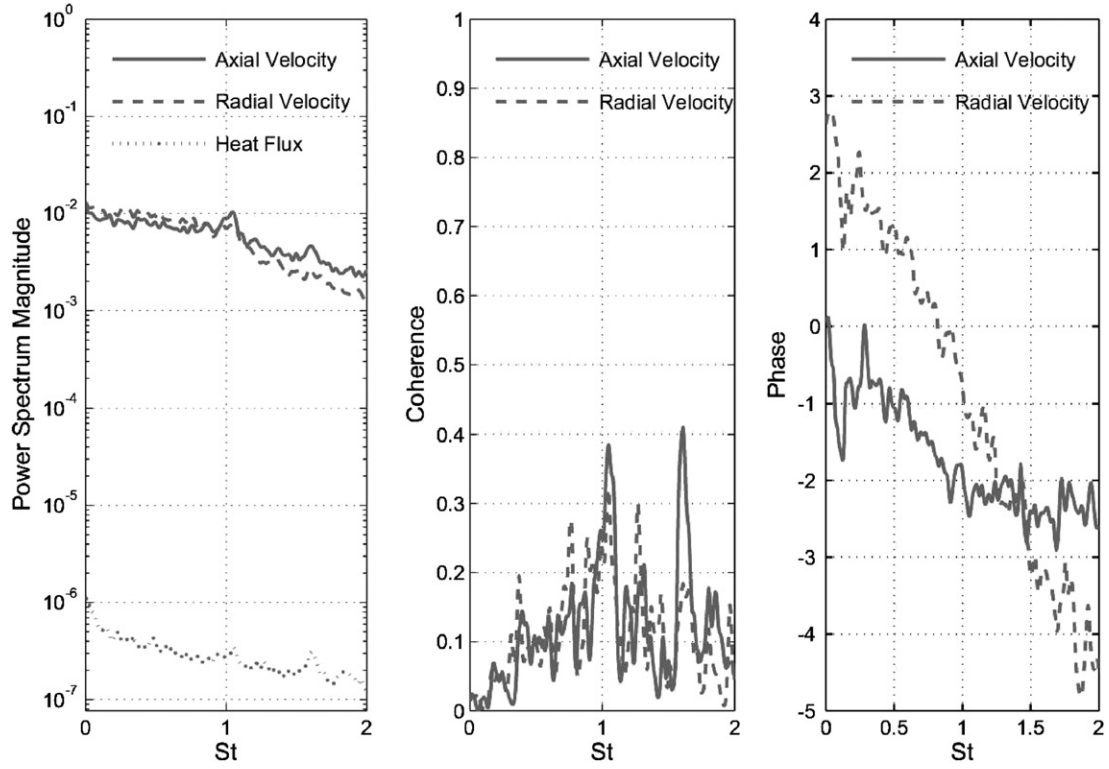 Power Spectrum Magnitude
10^0
10^-1
10^-2
10^-3
10^-4
10^-5
10^-6
10^-7
Axial Velocity
Radial Velocity
Heat Flux
0 1 2
St
Coherence
1
0.9
0.8
0.7
0.6
0.5
0.4
0.3
0.2
0.1
0
Axial Velocity
Radial Velocity
0 1 2
St
Phase
4
3
2
1
0
-1
-2
-3
-4
-5
Axial Velocity
Radial Velocity
0 0.5 1 1.5 2
St